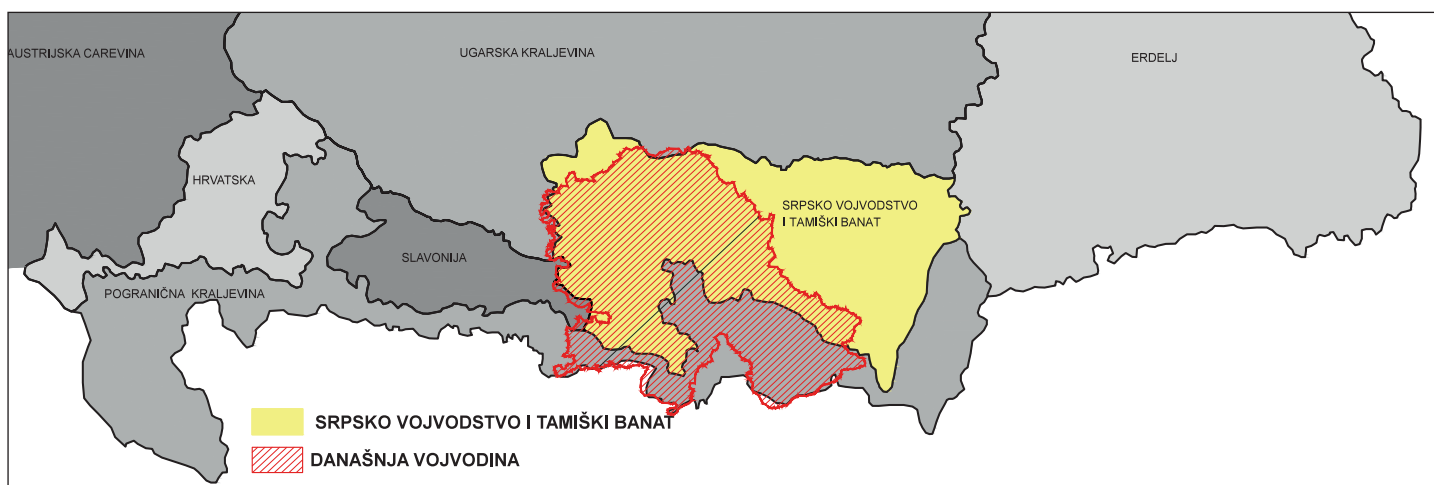 AUSTRIJSKA CAREVINA
UGARSKA KRALJEVINA
ERDELJ
HRVATSKA
SRPSKO VOJVODSTVO
I TAMIŠKI BANAT
SLAVONIJA
POGRANIČNA KRALJEVINA
SRPSKO VOJVODSTVO I TAMIŠKI BANAT
DANAŠNJA VOJVODINA